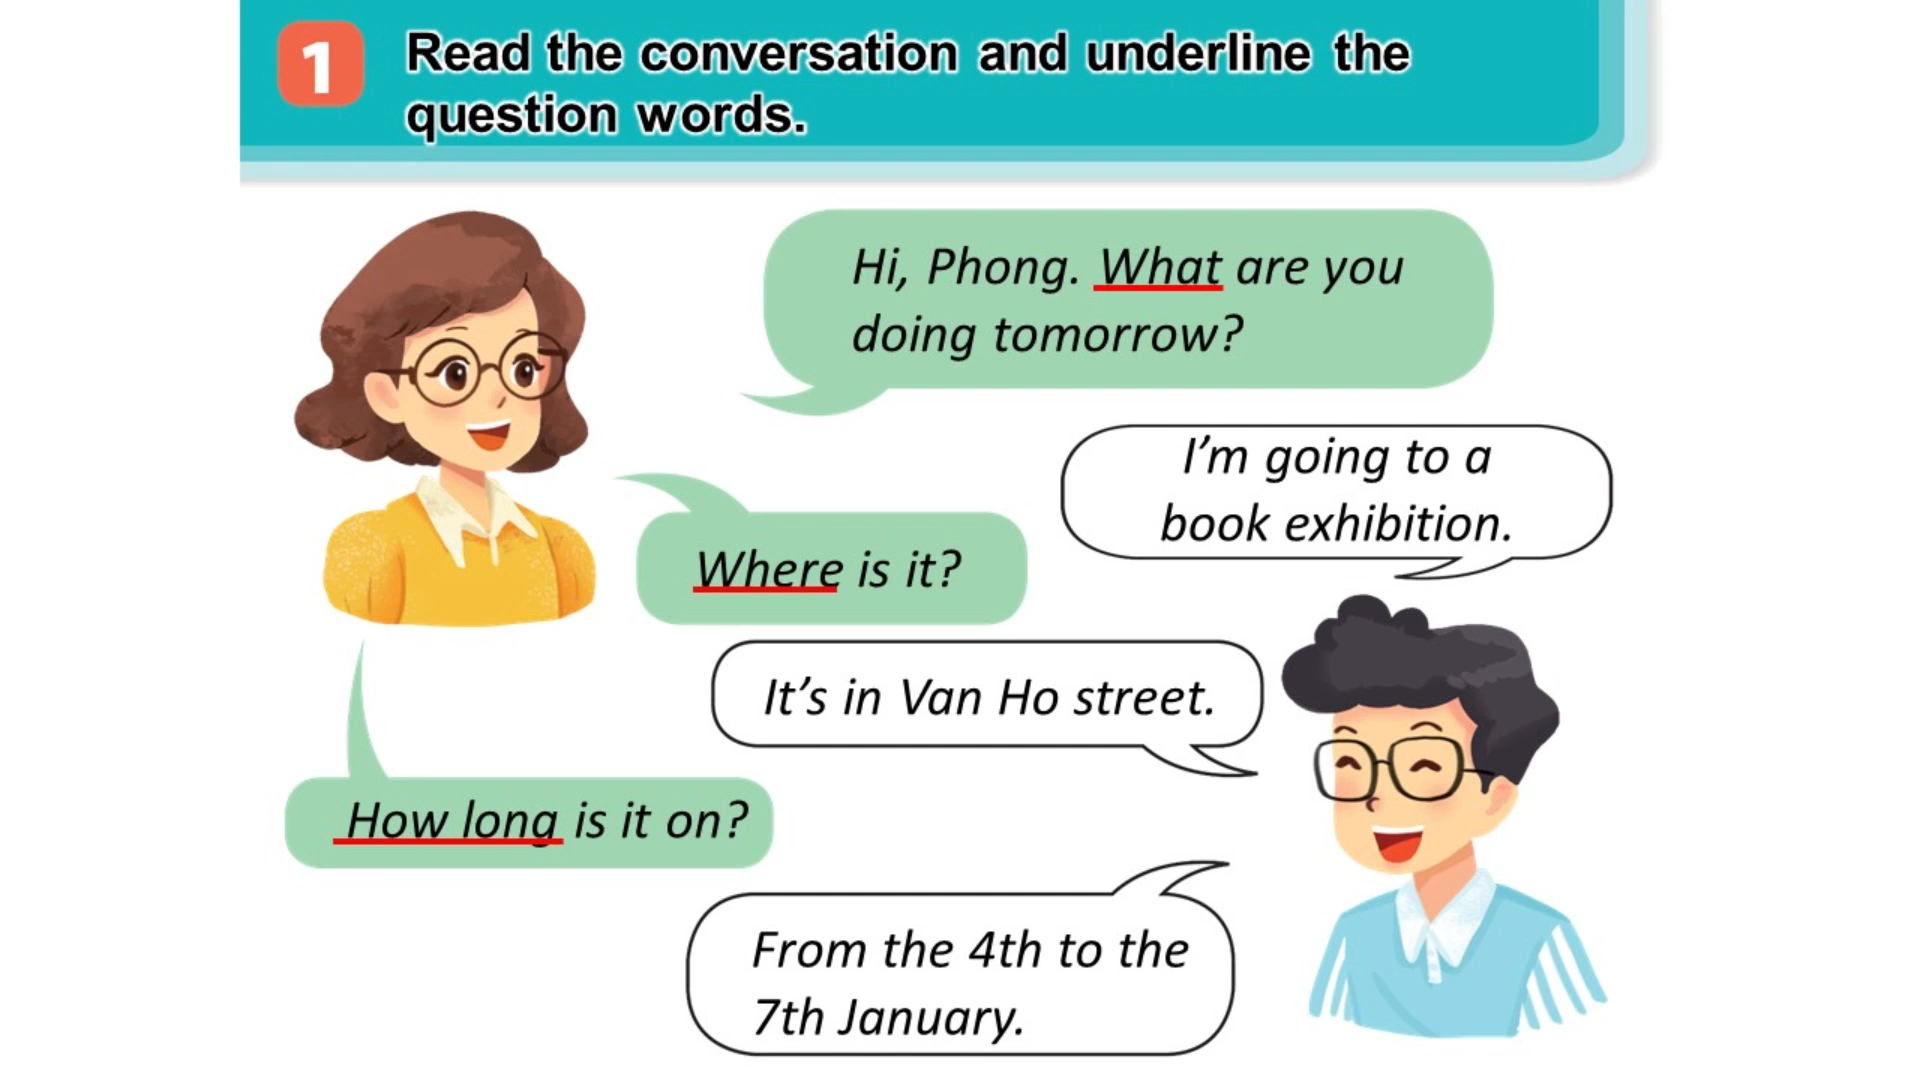 1
Read the conversation and underline the
question words.
Hi, Phong. What are you
doing tomorrow?
I'm going to a
book exhibition.
Where is it?
It's in Van Ho street.
How long is it on?
From the 4th to the
7th January.